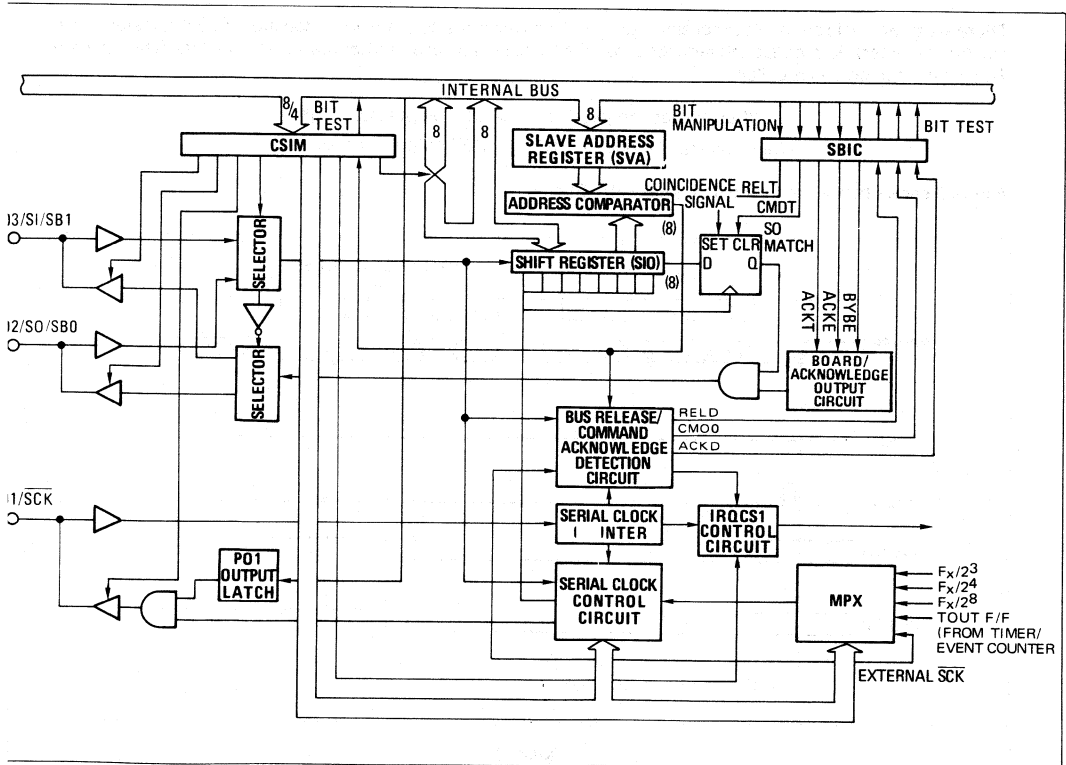 INTERNAL BUS
8/4
BIT
TEST
8
8
8
BIT
MANIPULATION
BIT TEST
CSIM
SLAVE ADDRESS
REGISTER (SVA)
SBIC
COINCIDENCE
SIGNAL
RELT
CMDT
ADDRESS COMPARATOR
(8)
SO
MATCH
03/SI/SB1
SELECTOR
SHIFT REGISTER (SIO)
(8)
SET CLR
D Q
ACKT
ACKE
BYBE
02/SO/SB0
SELECTOR
BOARD/
ACKNOWLEDGE
OUTPUT
CIRCUIT
BUS RELEASE/
COMMAND
ACKNOWLEDGE
DETECTION
CIRCUIT
RELD
CMO0
ACKD
1/SCK
SERIAL CLOCK
INTER
IRQCS1
CONTROL
CIRCUIT
P01
OUTPUT
LATCH
SERIAL CLOCK
CONTROL
CIRCUIT
MPX
Fx/2³
Fx/2⁴
Fx/2⁸
TOUT F/F
(FROM TIMER/
EVENT COUNTER
EXTERNAL SCK